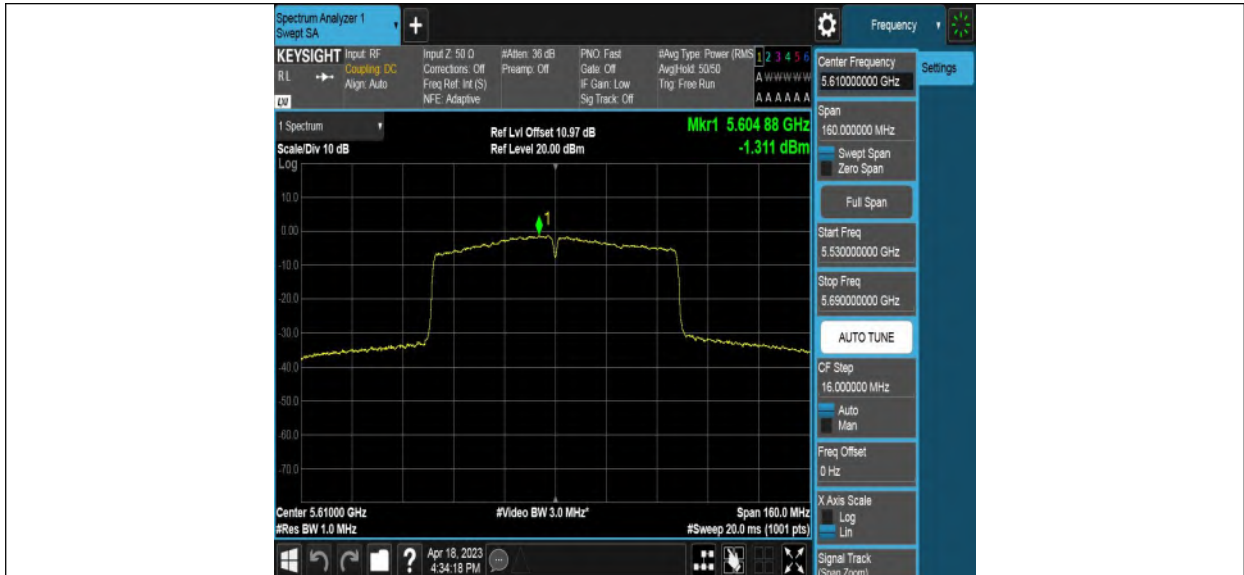 Spectrum Analyzer 1
Swept SA
+
Frequency
KEYSIGHT
R L
Input: RF
Coupling: DC
Align: Auto
Input Z: 50 Ω
Corrections: Off
Freq Ref: Int (S)
NFE: Adaptive
#Atten: 36 dB
Preamp: Off
PNO: Fast
Gate: Off
IF Gain: Low
Sig Track: Off
#Avg Type: Power (RMS
Avg|Hold: 50/50
Trig: Free Run
1 2 3 4 5 6
A W W W W W
A A A A A A
1 Spectrum
Scale/Div 10 dB
Ref Lvl Offset 10.97 dB
Ref Level 20.00 dBm
Mkr1 5.604 88 GHz
-1.311 dBm
Log
10.0
0.00
-10.0
-20.0
-30.0
-40.0
-50.0
-60.0
-70.0
1
Center 5.61000 GHz
#Res BW 1.0 MHz
#Video BW 3.0 MHz*
Span 160.0 MHz
#Sweep 20.0 ms (1001 pts)
?
Apr 18, 2023
4:34:18 PM
Center Frequency
5.610000000 GHz
Settings
Span
160.000000 MHz
Swept Span
Zero Span
Full Span
Start Freq
5.530000000 GHz
Stop Freq
5.690000000 GHz
AUTO TUNE
CF Step
16.000000 MHz
Auto
Man
Freq Offset
0 Hz
X Axis Scale
Log
Lin
Signal Track
(Span Zoom)